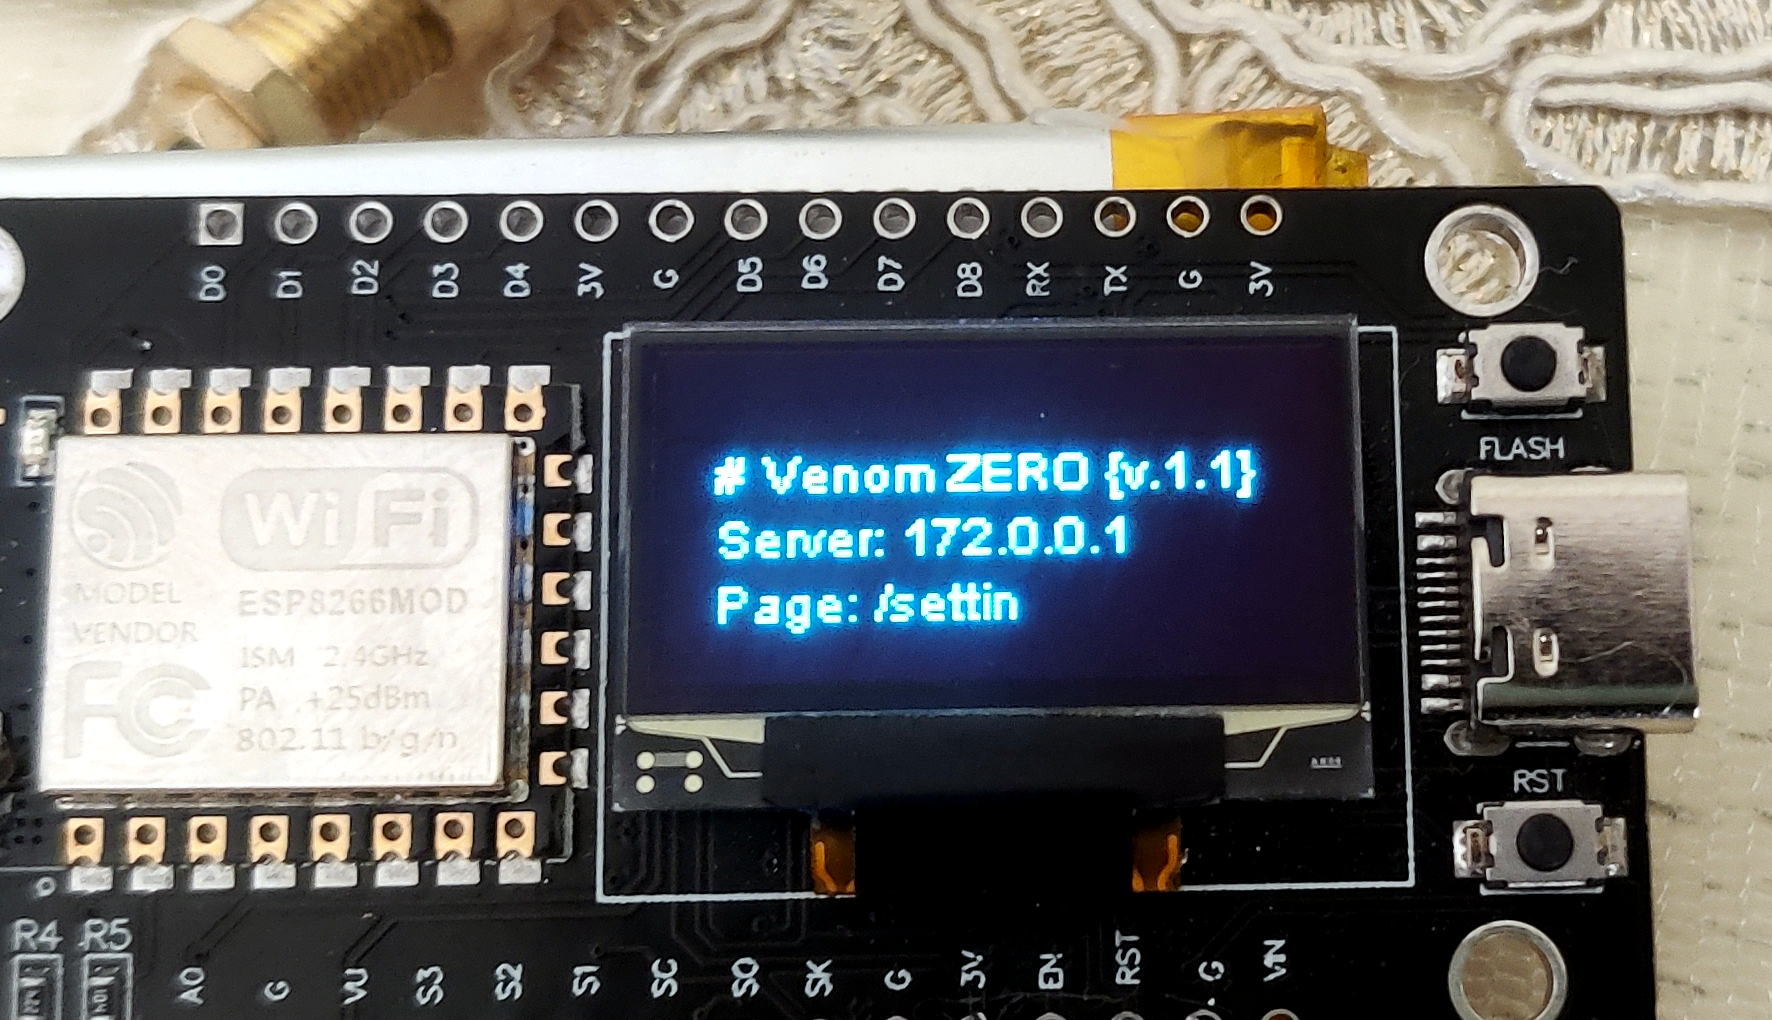 D0 D1 D2 D3 D4 3V G D5 D6 D7 D8 RX TX G 3V
# Venom ZERO {v.1.1}
Server: 172.0.0.1
Page: /settin
WiFi
MODEL
VENDOR
ESP8266MOD
ISM 2.4GHz
PA +25dBm
802.11 b/g/n
FC
FLASH
RST
R4 R5
A0 G VU S3 S2 S1 SC SO SK G 3V EN RST G VIN